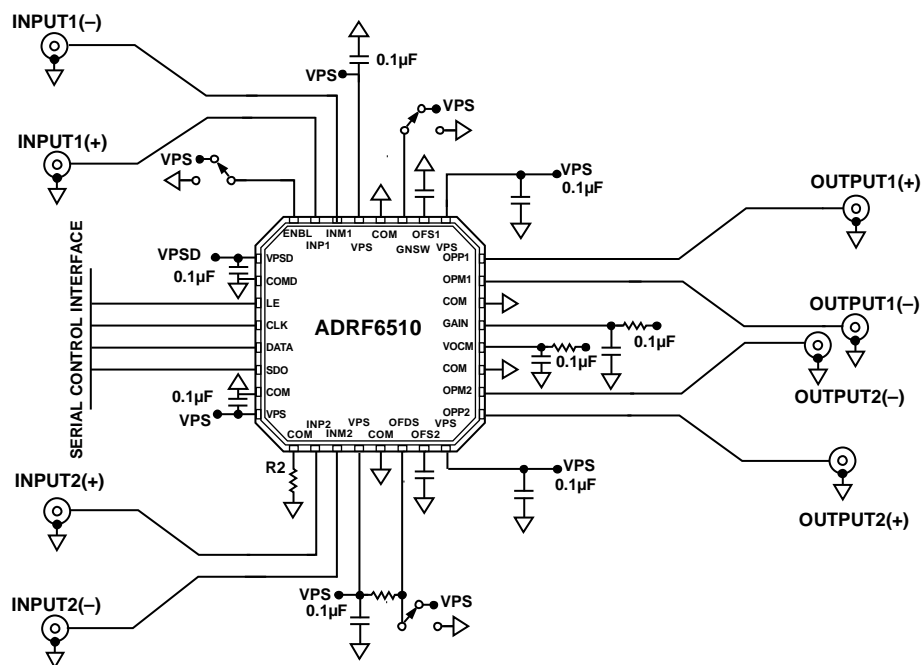 INPUT1(–)
0.1µF
VPS
VPS
INPUT1(+)
VPS
VPS
0.1µF
OUTPUT1(+)
ENBL
INP1
INM1
VPS
COM
GNSW
OFS1
VPS
VPSD
0.1µF
VPSD
COMD
LE
CLK
DATA
SDO
COM
VPS
SERIAL CONTROL INTERFACE
ADRF6510
OPP1
OPM1
COM
GAIN
VOCM
COM
OPM2
OPP2
OUTPUT1(–)
0.1µF
0.1µF
OUTPUT2(–)
0.1µF
VPS
COM
INP2
INM2
VPS
COM
OFDS
OFS2
VPS
R2
VPS
0.1µF
INPUT2(+)
OUTPUT2(+)
INPUT2(–)
VPS
0.1µF
VPS